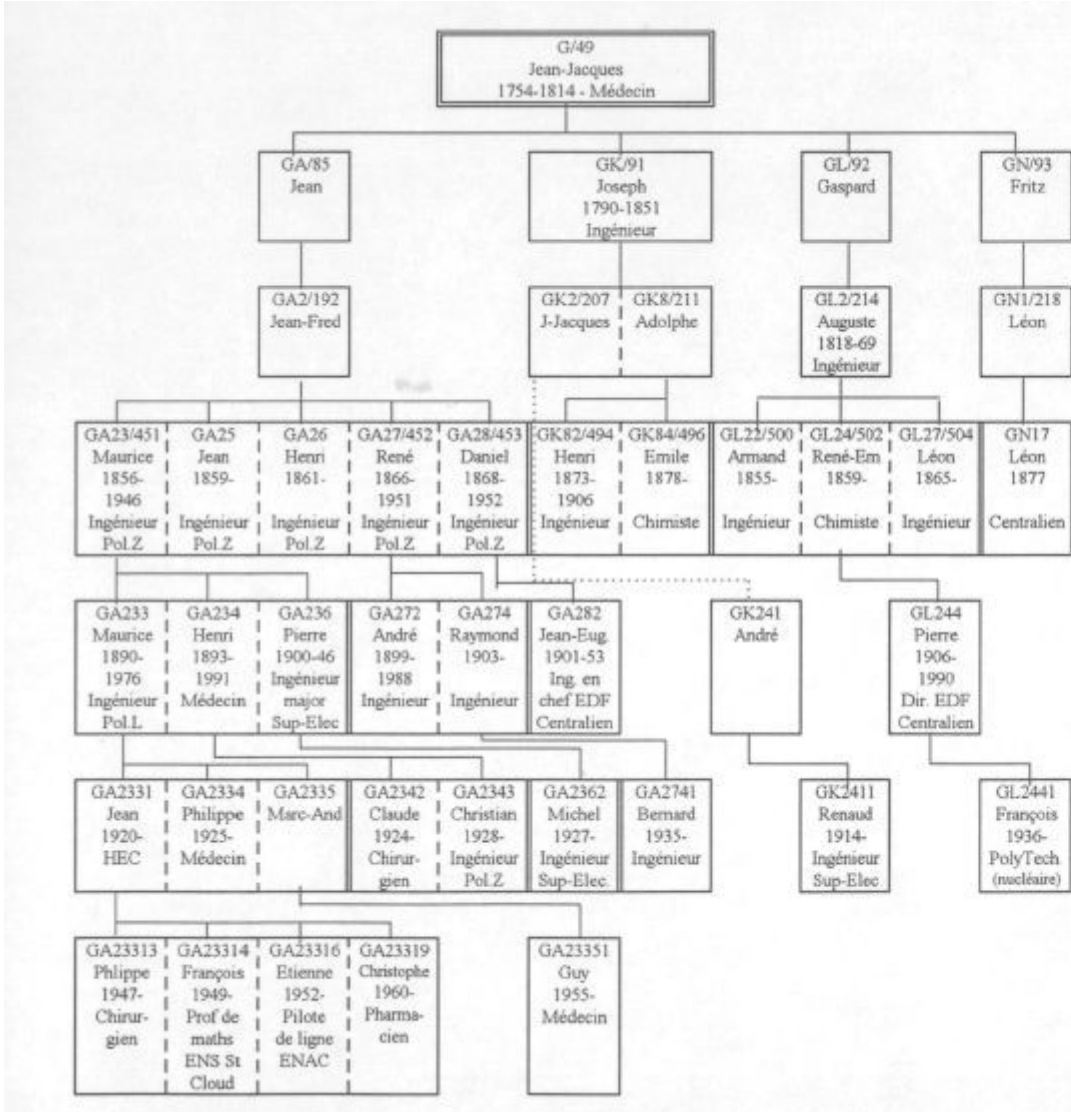 G/49
Jean-Jacques
1754-1814 - Médecin
GA/85
Jean
GK/91
Joseph
1790-1851
Ingénieur
GL/92
Gaspard
GN/93
Fritz
GA2/192
Jean-Fred
GK2/207
J-Jacques
GK8/211
Adolphe
GL2/214
Auguste
1818-69
Ingénieur
GN1/218
Léon
GA23/451
Maurice
1856-
1946
Ingénieur
Pol.Z
GA25
Jean
1859-
Ingénieur
Pol.Z
GA26
Henri
1861-
Ingénieur
Pol.Z
GA27/452
René
1866-
1951
Ingénieur
Pol.Z
GA28/453
Daniel
1868-
1952
Ingénieur
Pol.Z
GK82/494
Henri
1873-
1906
Ingénieur
GK84/496
Emile
1878-
Chimiste
GL22/500
Armand
1855-
Ingénieur
GL24/502
René-Em
1859-
Chimiste
GL27/504
Léon
1865-
Ingénieur
GN17
Léon
1877
Centralien
GA233
Maurice
1890-
1976
Ingénieur
Pol.L
GA234
Henri
1893-
1991
Médecin
GA236
Pierre
1900-46
Ingénieur
major
Sup-Elec
GA272
André
1899-
1988
Ingénieur
GA274
Raymond
1903-
Ingénieur
GA282
Jean-Eug.
1901-53
Ing. en
chef EDF
Centralien
GK241
André
GL244
Pierre
1906-
1990
Dir. EDF
Centralien
GA2331
Jean
1920-
HEC
GA2334
Philippe
1925-
Médecin
GA2335
Marc-And
GA2342
Claude
1924-
Chirur-
gien
GA2343
Christian
1928-
Ingénieur
Pol.Z
GA2362
Michel
1927-
Ingénieur
Sup-Elec.
GA2741
Bernard
1935-
Ingénieur
GK2411
Renaud
1914-
Ingénieur
Sup-Elec
GL2441
François
1936-
PolyTech
(nucléaire)
GA23313
Phlippe
1947-
Chirur-
gien
GA23314
François
1949-
Prof de
maths
ENS St
Cloud
GA23316
Etienne
1952-
Pilote
de ligne
ENAC
GA23319
Christophe
1960-
Pharma-
cien
GA23351
Guy
1955-
Médecin